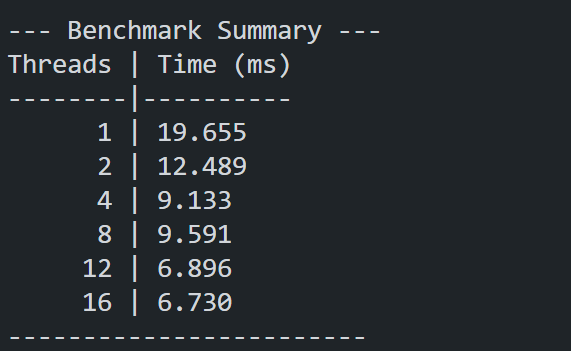 --- Benchmark Summary ---
Threads | Time (ms)
--------|----------
      1 | 19.655
      2 | 12.489
      4 | 9.133
      8 | 9.591
     12 | 6.896
     16 | 6.730
------------------------